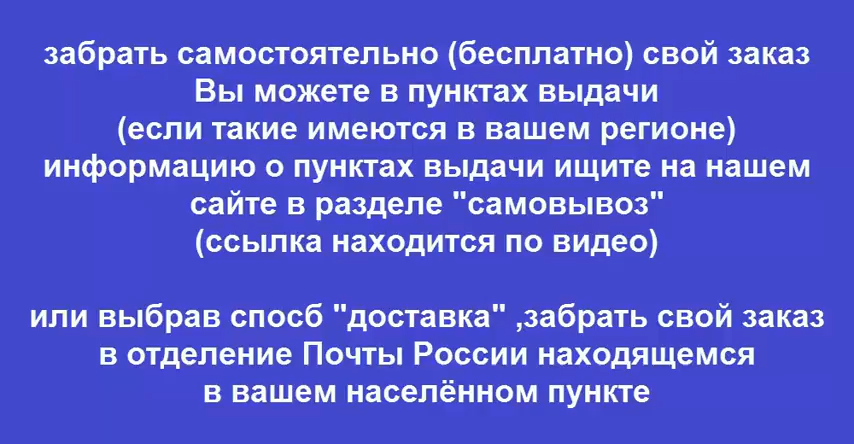 забрать самостоятельно (бесплатно) свой заказ
Вы можете в пунктах выдачи
(если такие имеются в вашем регионе)
информацию о пунктах выдачи ищите на нашем
сайте в разделе "самовывоз"
(ссылка находится по видео)
или выбрав спосб "доставка" ,забрать свой заказ
в отделение Почты России находящемся
в вашем населённом пункте